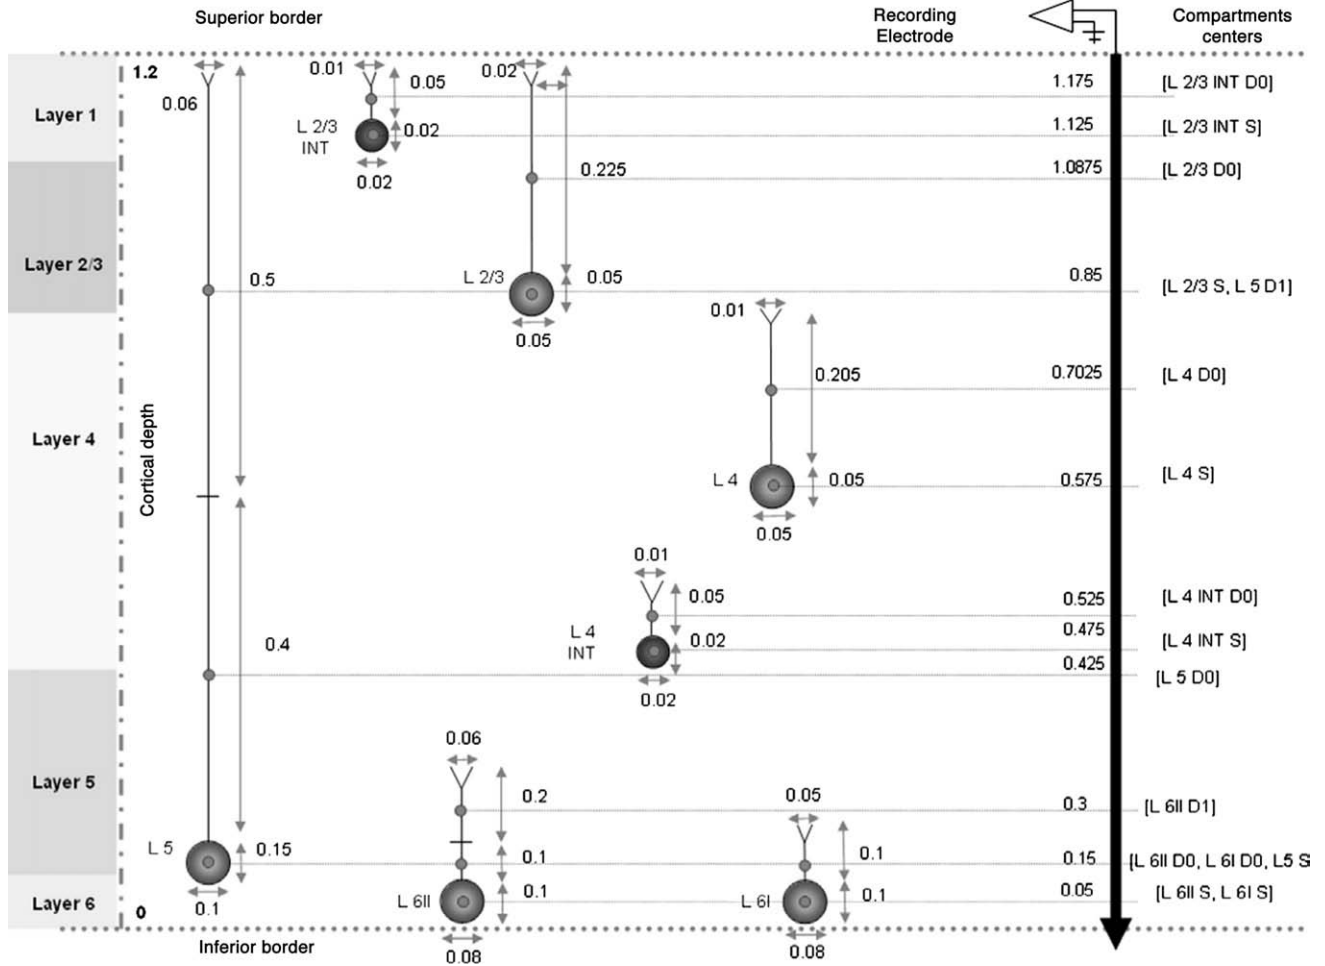 Superior border
Recording
Electrode
Compartments
centers
1.2
0.01
0.02
0.05
1.175
[L 2/3 INT D0]
0.06
Layer 1
L 2/3
INT
0.02
1.125
[L 2/3 INT S]
0.02
0.225
1.0875
[L 2/3 D0]
Layer 2/3
0.5
L 2/3
0.05
0.85
[L 2/3 S, L 5 D1]
0.05
0.01
0.205
0.7025
[L 4 D0]
Layer 4
Cortical depth
L 4
0.05
0.575
[L 4 S]
0.05
0.01
0.05
0.525
[L 4 INT D0]
L 4
INT
0.02
0.475
[L 4 INT S]
0.4
0.425
[L 5 D0]
0.02
0.06
Layer 5
0.2
0.05
0.3
[L 6II D1]
L 5
0.15
0.1
0.1
0.15
[L 6II D0, L 6I D0, L5 S
Layer 6
0
0.1
L 6II
0.1
L 6I
0.1
0.05
[L 6II S, L 6I S]
Inferior border
0.08
0.08